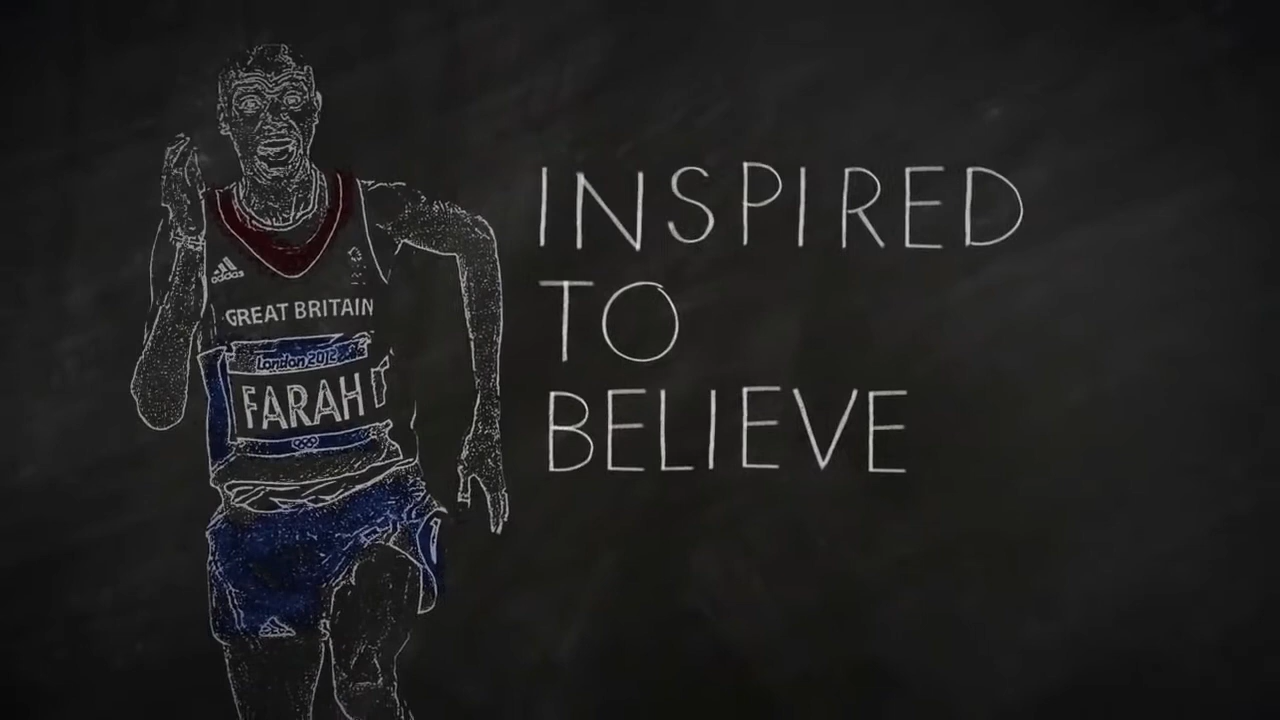 INSPIRED
TO
BELIEVE
adidas
GREAT BRITAIN
London 2012
FARAH